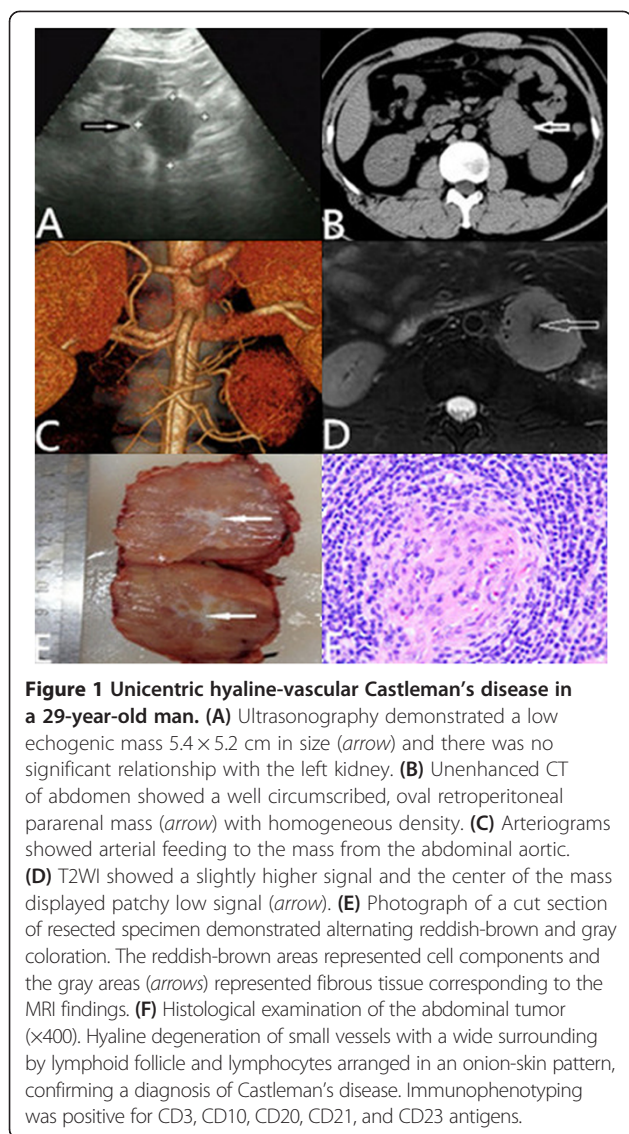 A
B
C
D
E
F
Figure 1 Unicentric hyaline-vascular Castleman's disease in
a 29-year-old man. (A) Ultrasonography demonstrated a low
echogenic mass 5.4 × 5.2 cm in size (arrow) and there was no
significant relationship with the left kidney. (B) Unenhanced CT
of abdomen showed a well circumscribed, oval retroperitoneal
pararenal mass (arrow) with homogeneous density. (C) Arteriograms
showed arterial feeding to the mass from the abdominal aortic.
(D) T2WI showed a slightly higher signal and the center of the mass
displayed patchy low signal (arrow). (E) Photograph of a cut section
of resected specimen demonstrated alternating reddish-brown and gray
coloration. The reddish-brown areas represented cell components and
the gray areas (arrows) represented fibrous tissue corresponding to the
MRI findings. (F) Histological examination of the abdominal tumor
(×400). Hyaline degeneration of small vessels with a wide surrounding
by lymphoid follicle and lymphocytes arranged in an onion-skin pattern,
confirming a diagnosis of Castleman's disease. Immunophenotyping
was positive for CD3, CD10, CD20, CD21, and CD23 antigens.